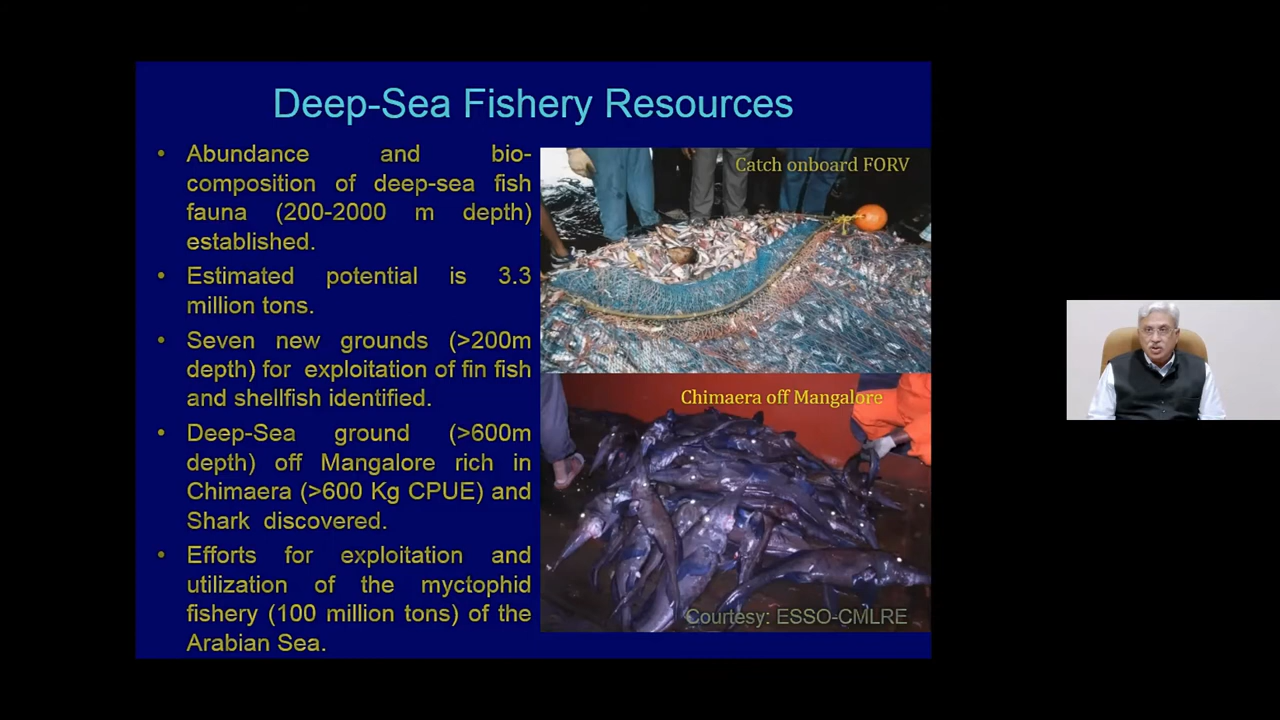 Deep-Sea Fishery Resources
• Abundance and bio-
composition of deep-sea fish
fauna (200-2000 m depth)
established.
• Estimated potential is 3.3
million tons.
• Seven new grounds (>200m
depth) for exploitation of fin fish
and shellfish identified.
• Deep-Sea ground (>600m
depth) off Mangalore rich in
Chimaera (>600 Kg CPUE) and
Shark discovered.
• Efforts for exploitation and
utilization of the myctophid
fishery (100 million tons) of the
Arabian Sea.
Catch onboard FORV
Chimaera off Mangalore
Courtesy: ESSO-CMLRE